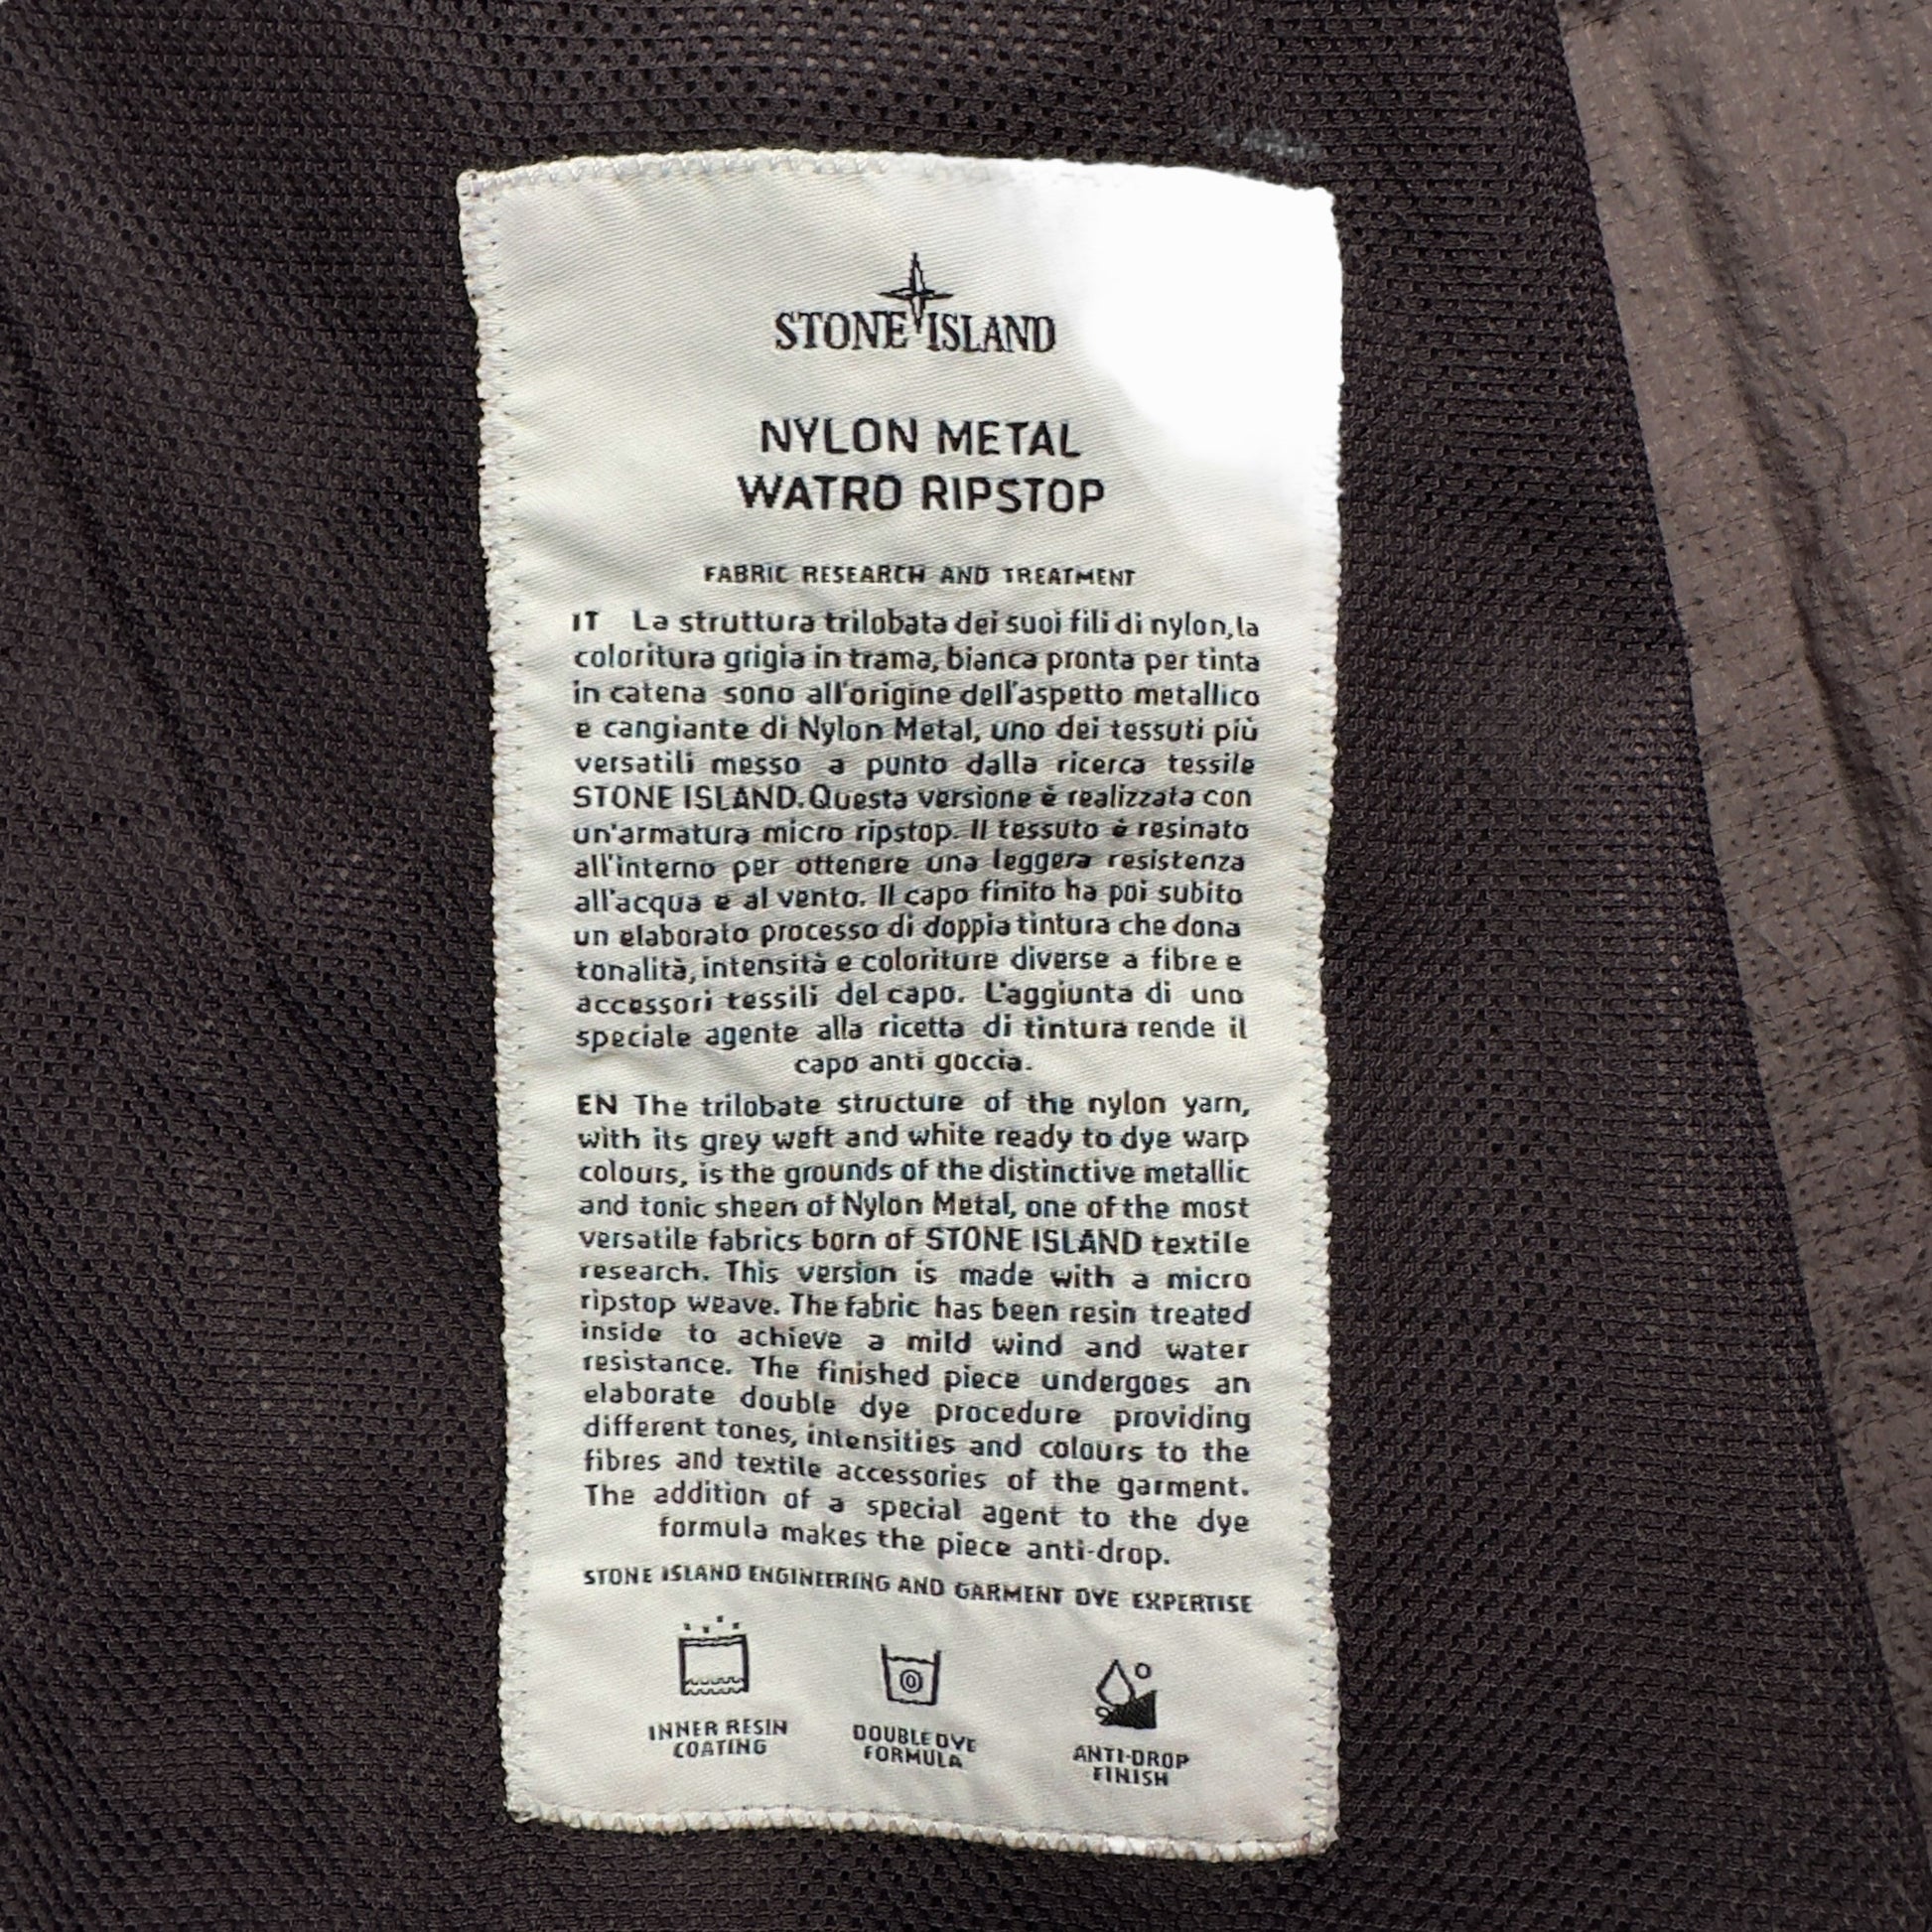 STONE ISLAND
NYLON METAL
WATRO RIPSTOP
FABRIC RESEARCH AND TREATMENT
IT La struttura trilobata dei suoi fili di nylon, la
coloritura grigia in trama, bianca pronta per tinta
in catena sono all'origine dell'aspetto metallico
e cangiante di Nylon Metal, uno dei tessuti più
versatili messo a punto dalla ricerca tessile
STONE ISLAND. Questa versione è realizzata con
un'armatura micro ripstop. Il tessuto è resinato
all'interno per ottenere una leggera resistenza
all'acqua e al vento. Il capo finito ha poi subito
un elaborato processo di doppia tintura che dona
tonalità, intensità e coloriture diverse a fibre e
accessori tessili del capo. L'aggiunta di uno
speciale agente alla ricetta di tintura rende il
capo anti goccia.
EN The trilobate structure of the nylon yarn,
with its grey weft and white ready to dye warp
colours, is the grounds of the distinctive metallic
and tonic sheen of Nylon Metal, one of the most
versatile fabrics born of STONE ISLAND textile
research. This version is made with a micro
ripstop weave. The fabric has been resin treated
inside to achieve a mild wind and water
resistance. The finished piece undergoes an
elaborate double dye procedure providing
different tones, intensities and colours to the
fibres and textile accessories of the garment.
The addition of a special agent to the dye
formula makes the piece anti-drop.
STONE ISLAND ENGINEERING AND GARMENT DYE EXPERTISE
INNER RESIN
COATING
DOUBLE DYE
FORMULA
ANTI-DROP
FINISH